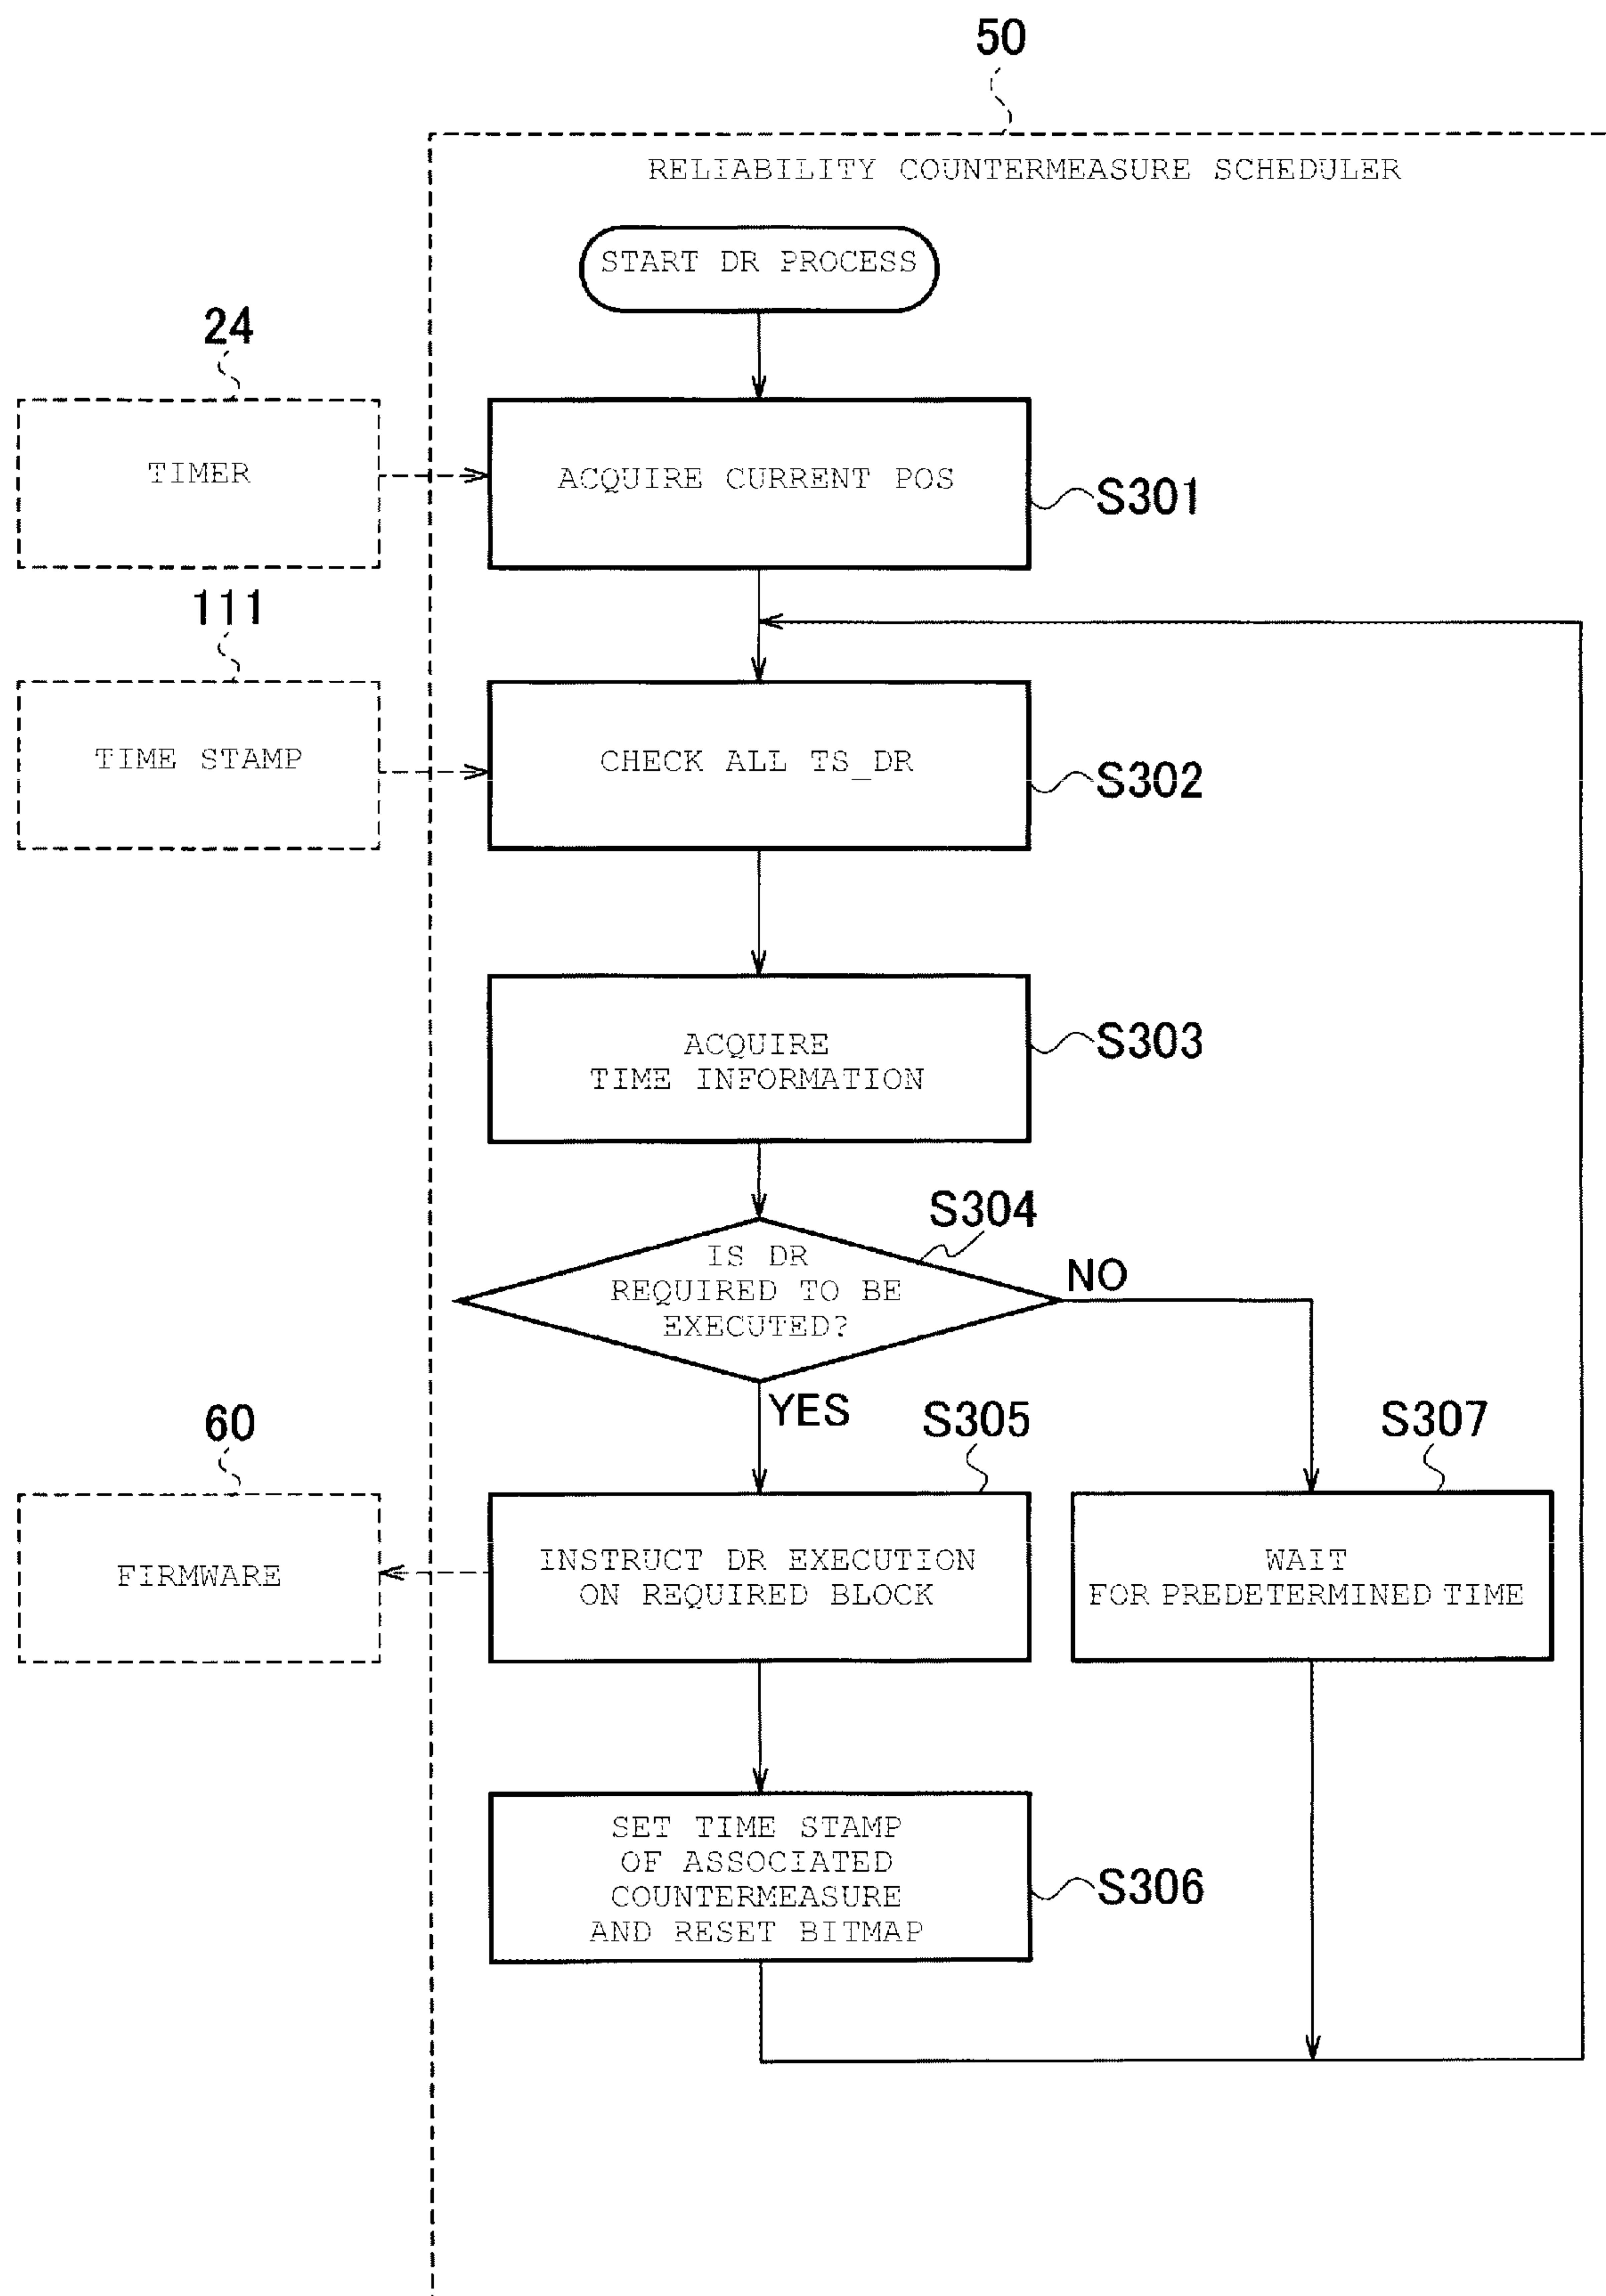 50
RELIABILITY COUNTERMEASURE SCHEDULER
START DR PROCESS
24
TIMER
ACQUIRE CURRENT POS
S301
111
TIME STAMP
CHECK ALL TS_DR
S302
ACQUIRE
TIME INFORMATION
S303
S304
IS DR
REQUIRED TO BE
EXECUTED?
NO
YES
60
FIRMWARE
S305
INSTRUCT DR EXECUTION
ON REQUIRED BLOCK
S307
WAIT
FOR PREDETERMINED TIME
SET TIME STAMP
OF ASSOCIATED
COUNTERMEASURE
AND RESET BITMAP
S306